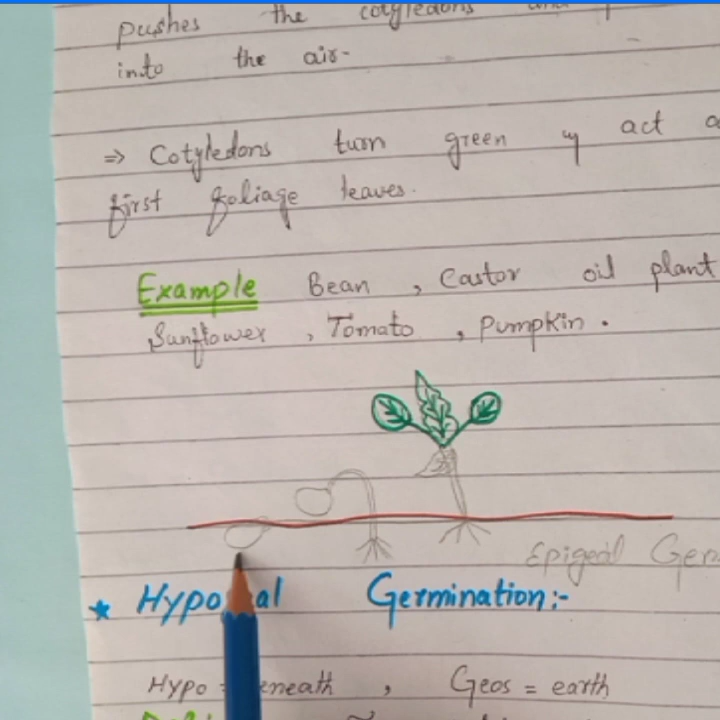 pushes the cotyledons
into the air.
⇒ Cotyledons turn green & act
first foliage leaves.
Example Bean , Castor oil plant
Sunflower , Tomato , Pumpkin .
Epigeal Ger
* Hypo al Germination:-
Hypo = eneath , Geos = earth